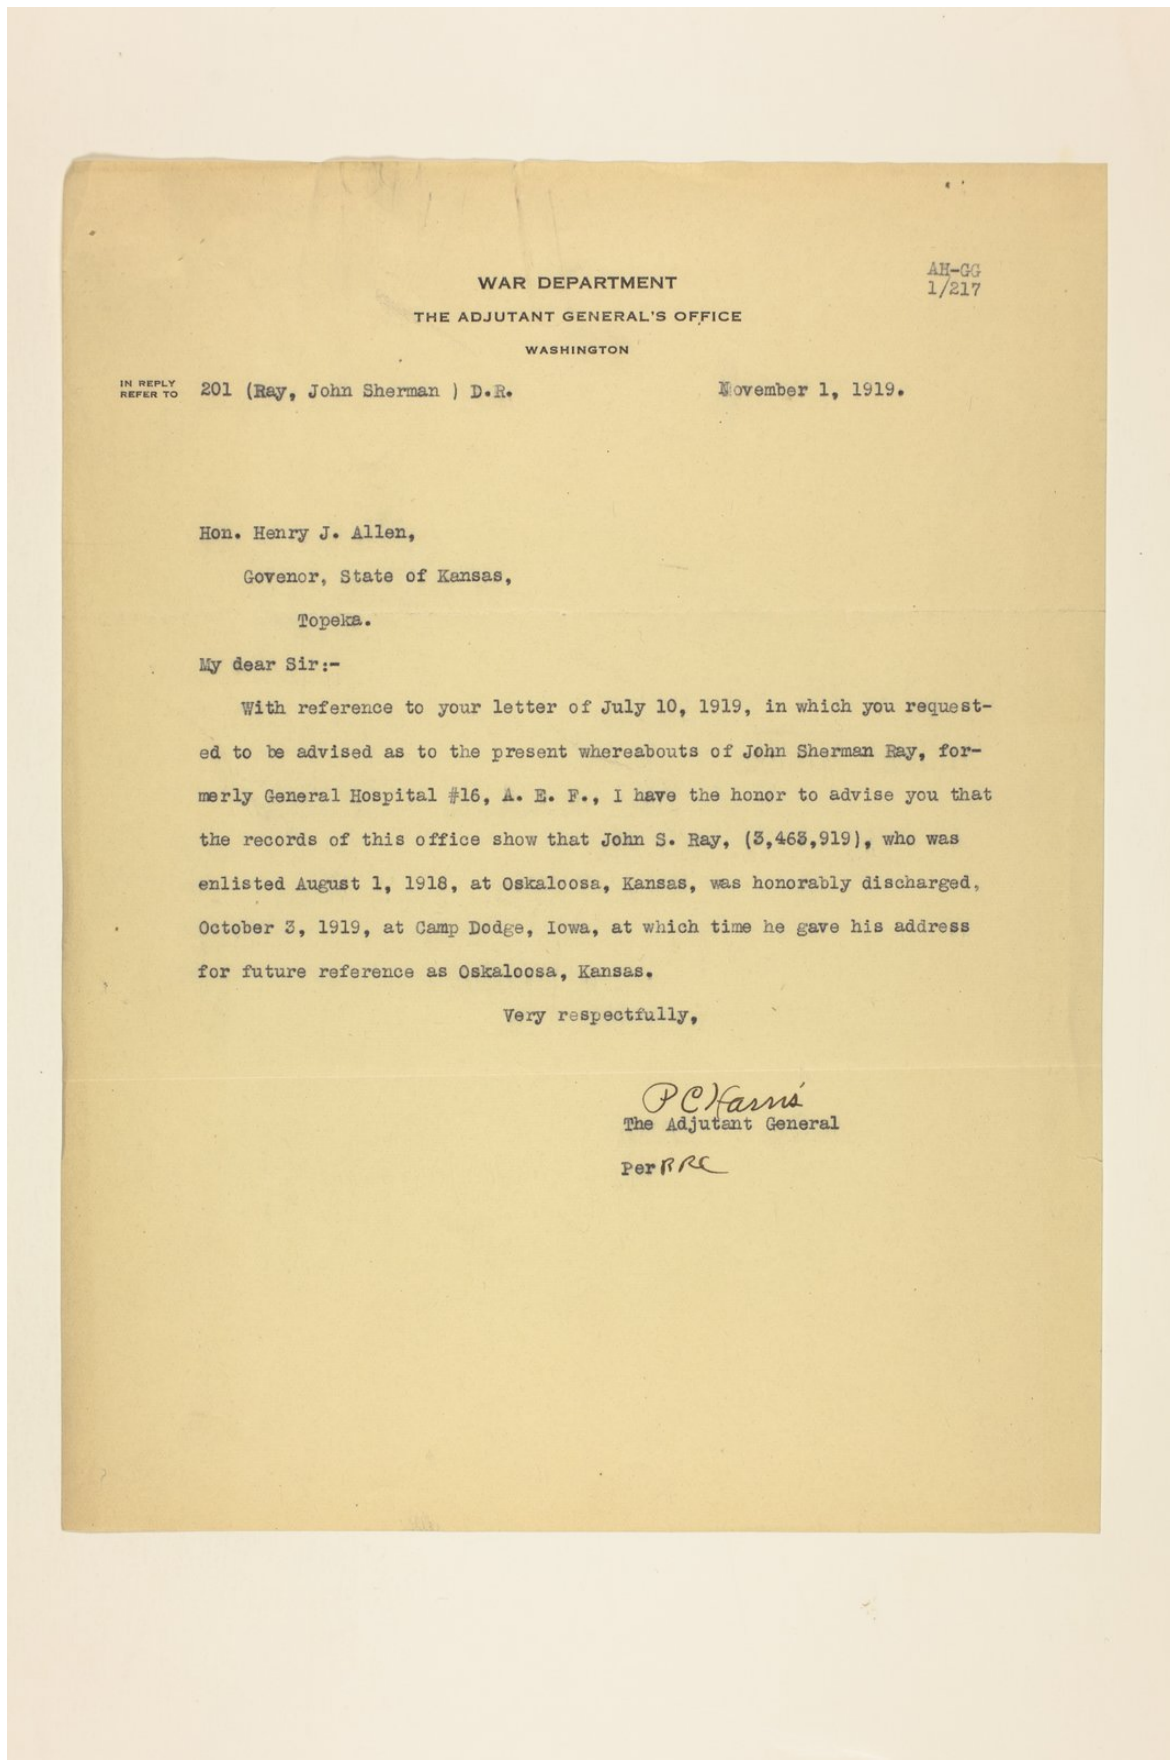 AH-GG
1/217
WAR DEPARTMENT
THE ADJUTANT GENERAL'S OFFICE
WASHINGTON
IN REPLY
REFER TO 201 (Ray, John Sherman ) D.R. November 1, 1919.
Hon. Henry J. Allen,
Govenor, State of Kansas,
Topeka.
My dear Sir:-
With reference to your letter of July 10, 1919, in which you request-
ed to be advised as to the present whereabouts of John Sherman Ray, for-
merly General Hospital #16, A. E. F., I have the honor to advise you that
the records of this office show that John S. Ray, (3,463,919), who was
enlisted August 1, 1918, at Oskaloosa, Kansas, was honorably discharged,
October 3, 1919, at Camp Dodge, Iowa, at which time he gave his address
for future reference as Oskaloosa, Kansas.
Very respectfully,
P C Harris
The Adjutant General
Per RRC